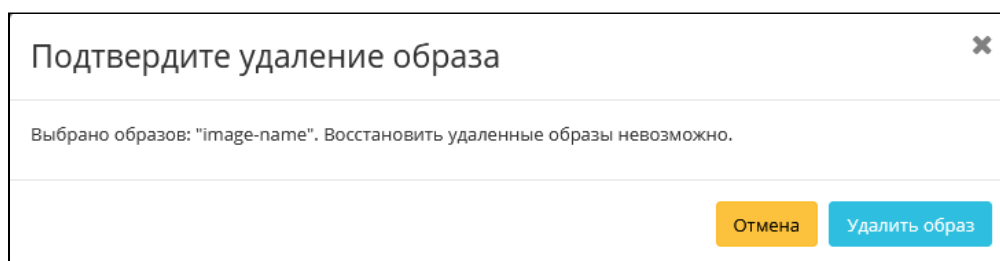 Подтвердите удаление образа
Выбрано образов: "image-name". Восстановить удаленные образы невозможно.
Отмена
Удалить образ